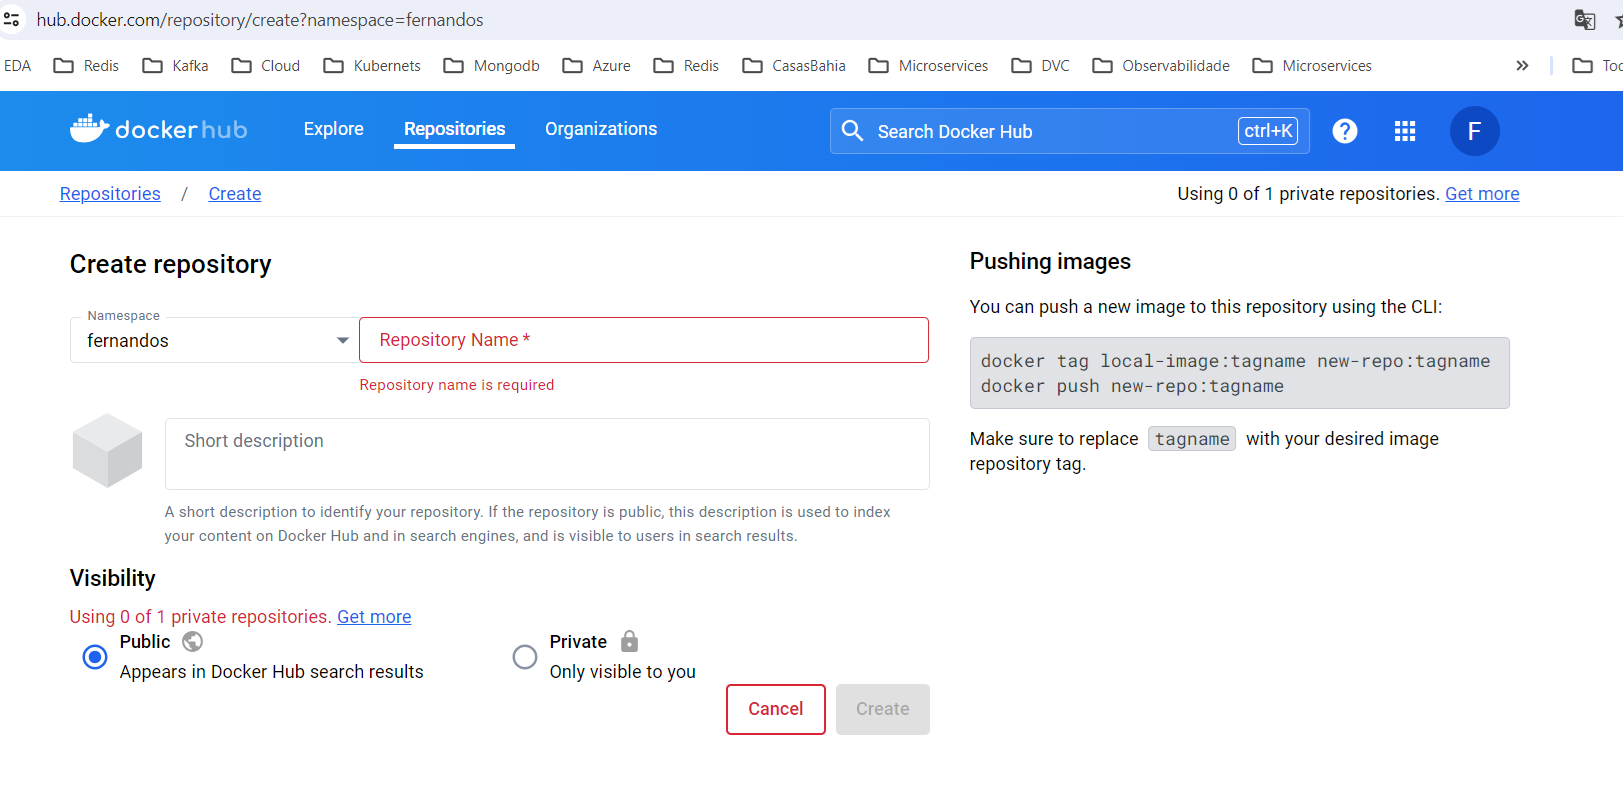 hub.docker.com/repository/create?namespace=fernandos
EDA Redis Kafka Cloud Kubernets Mongodb Azure Redis CasasBahia Microservices DVC Observabilidade Microservices »
docker hub Explore Repositories Organizations Search Docker Hub ctrl+K ? F
Repositories / Create Using 0 of 1 private repositories. Get more
Create repository
Namespace
fernandos
Repository Name *
Repository name is required
Short description
A short description to identify your repository. If the repository is public, this description is used to index
your content on Docker Hub and in search engines, and is visible to users in search results.
Visibility
Using 0 of 1 private repositories. Get more
Public
Appears in Docker Hub search results
Private
Only visible to you
Cancel Create
Pushing images
You can push a new image to this repository using the CLI:
docker tag local-image:tagname new-repo:tagname
docker push new-repo:tagname
Make sure to replace tagname with your desired image
repository tag.